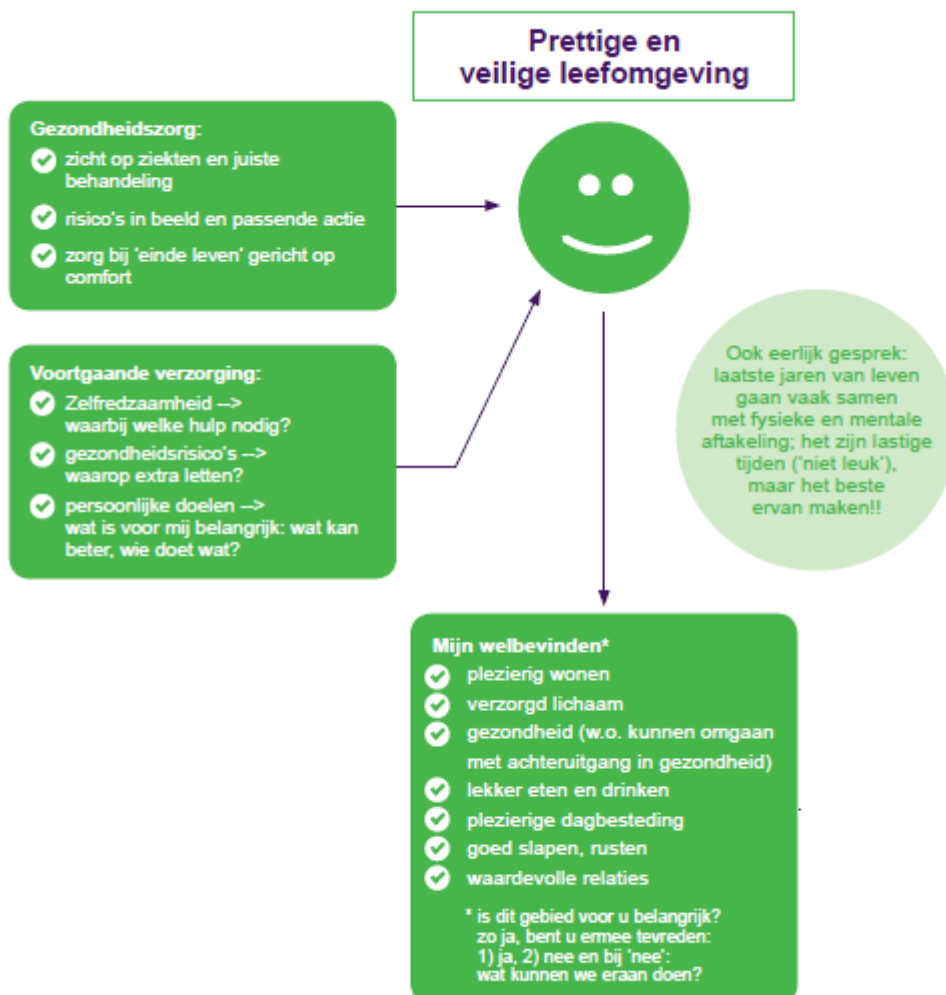 Prettige en
veilige leefomgeving
Gezondheidszorg:
zicht op ziekten en juiste
behandeling
risico's in beeld en passende actie
zorg bij 'einde leven' gericht op
comfort
Voortgaande verzorging:
Zelfredzaamheid -->
waarbij welke hulp nodig?
gezondheidsrisico's -->
waarop extra letten?
persoonlijke doelen -->
wat is voor mij belangrijk: wat kan
beter, wie doet wat?
Ook eerlijk gesprek:
laatste jaren van leven
gaan vaak samen
met fysieke en mentale
aftakeling; het zijn lastige
tijden ('niet leuk'),
maar het beste
ervan maken!!
Mijn welbevinden*
plezierig wonen
verzorgd lichaam
gezondheid (w.o. kunnen omgaan
met achteruitgang in gezondheid)
lekker eten en drinken
plezierige dagbesteding
goed slapen, rusten
waardevolle relaties
* is dit gebied voor u belangrijk?
zo ja, bent u ermee tevreden:
1) ja, 2) nee en bij 'nee':
wat kunnen we eraan doen?